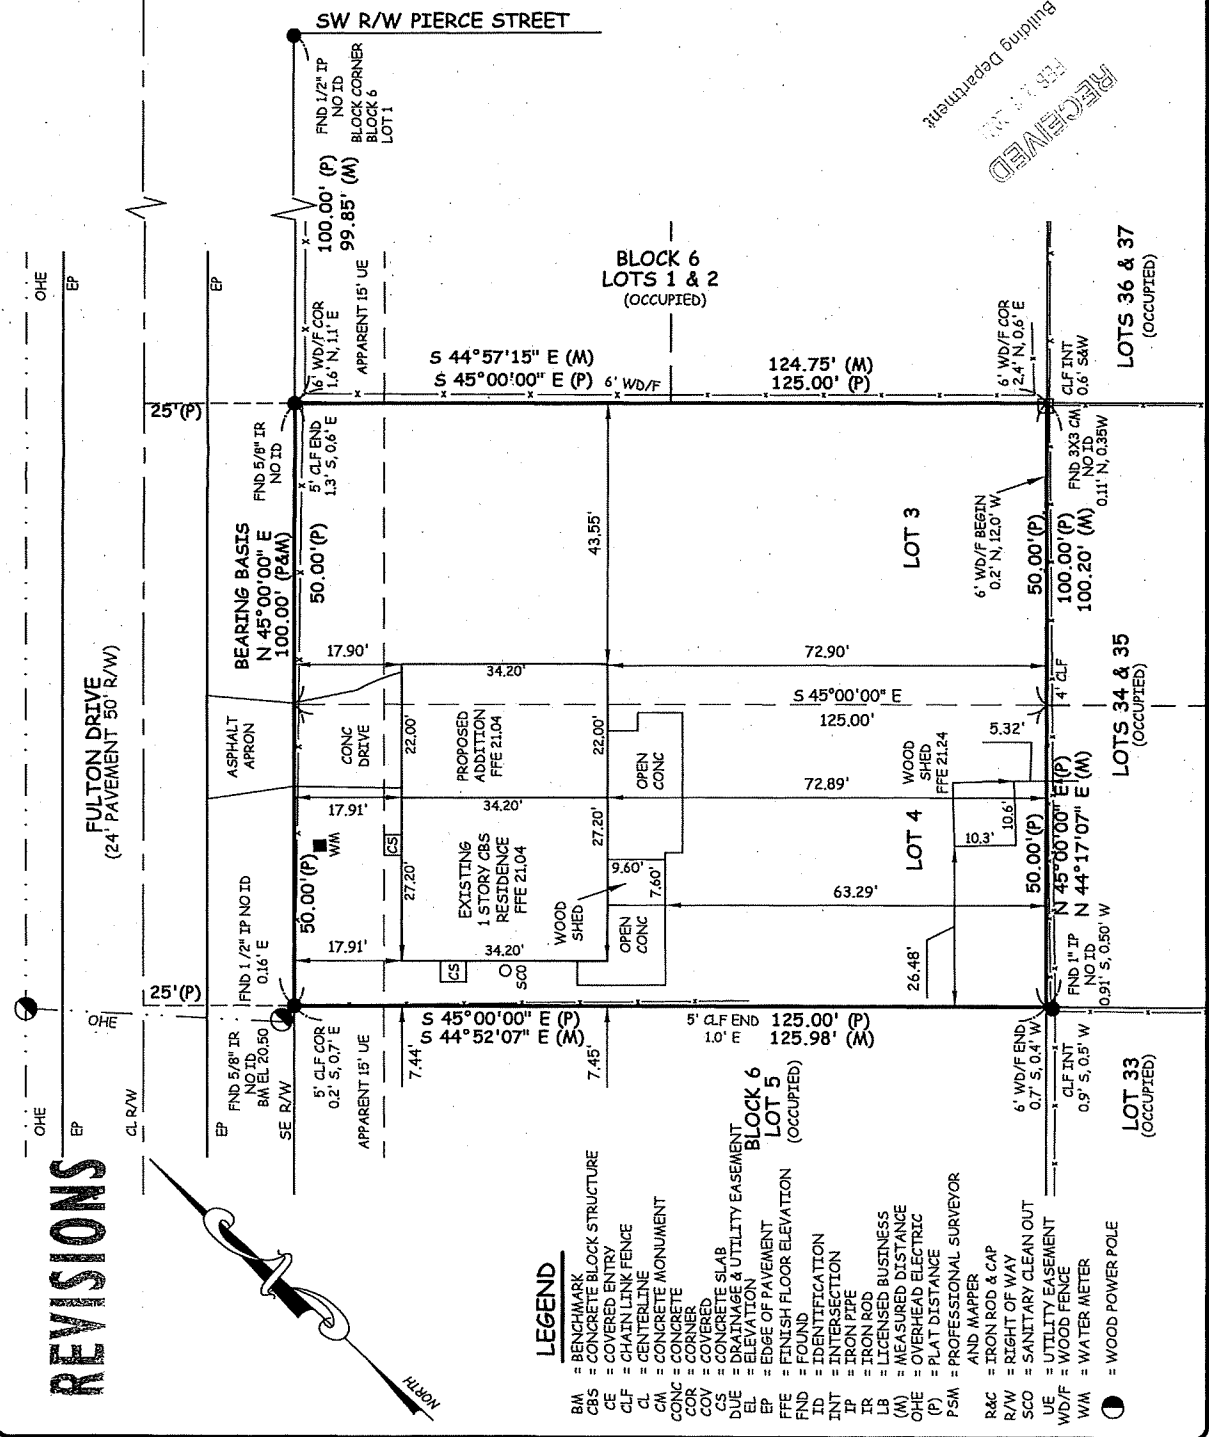 SW R/W PIERCE STREET
FND 1/2" IP
NO ID
BLOCK CORNER
BLOCK 6
LOT 1
100.00' (P)
99.85' (M)
Building Department
RECEIVED
OHE
EP
EP
6' WD/F COR
1.6' N, 1.1' E
APPARENT 15' UE
BLOCK 6
LOTS 1 & 2
(OCCUPIED)
S 44°57'15" E (M)
S 45°00'00" E (P)
6' WD/F
124.75' (M)
125.00' (P)
6' WD/F COR
2.4' N, 0.6' E
CLF INT
0.6' S&W
LOTS 36 & 37
(OCCUPIED)
25'(P)
FND 5/8" IR
NO ID
5' CLF END
1.3' S, 0.6' E
FND 3X3 CM
NO ID
0.11' N, 0.35'W
BEARING BASIS
N 45°00'00" E
100.00' (P&M)
50.00'(P)
43.55'
LOT 3
6' WD/F BEGIN
0.2' N, 12.0' W
50.00'(P)
100.00'(P)
100.20' (M)
FULTON DRIVE
(24' PAVEMENT 50' R/W)
17.90'
34.20'
72.90'
S 45°00'00" E
125.00'
4' CLF
LOTS 34 & 35
(OCCUPIED)
ASPHALT
APRON
CONC
DRIVE
22.00'
PROPOSED
ADDITION
FFE 21.04
22.00'
OPEN
CONC
WOOD
SHED
FFE 21.24
5.32'
17.91'
34.20'
72.89'
WM
CS
50.00'(P)
27.20'
EXISTING
1 STORY CBS
RESIDENCE
FFE 21.04
27.20'
9.60'
7.60'
WOOD
SHED
LOT 4
10.3'
10.6'
50.00'(P)
N 45°00'00" E (P)
N 44°17'07" E (M)
63.29'
17.91'
34.20'
CS
SCO
OPEN
CONC
26.48'
FND 1/2" IP NO ID
0.16' E
25'(P)
FND 1" IP
NO ID
0.91' S, 0.50' W
OHE
FND 5/8" IR
NO ID
BM EL 20.50
5' CLF COR
0.2' S, 0.7' E
S 45°00'00" E (P)
S 44°52'07" E (M)
5' CLF END
1.0' E
125.00' (P)
125.98' (M)
7.44'
7.45'
BLOCK 6
LOT 5
(OCCUPIED)
6' WD/F END
0.7' S, 0.4' W
CLF INT
0.9' S, 0.5' W
LOT 33
(OCCUPIED)
OHE
EP
CL R/W
EP
SE R/W
APPARENT 15' UE
REVISIONS
NORTH
LEGEND
BM = BENCHMARK
CBS = CONCRETE BLOCK STRUCTURE
CE = COVERED ENTRY
CLF = CHAIN LINK FENCE
CL = CENTERLINE
CM = CONCRETE MONUMENT
CONC = CONCRETE
COR = CORNER
COV = COVERED
CS = CONCRETE SLAB
DUE = DRAINAGE & UTILITY EASEMENT
EL = ELEVATION
EP = EDGE OF PAVEMENT
FFE = FINISH FLOOR ELEVATION
FND = FOUND
ID = IDENTIFICATION
INT = INTERSECTION
IP = IRON PIPE
IR = IRON ROD
LB = LICENSED BUSINESS
(M) = MEASURED DISTANCE
OHE = OVERHEAD ELECTRIC
(P) = PLAT DISTANCE
PSM = PROFESSIONAL SURVEYOR
AND MAPPER
R&C = IRON ROD & CAP
R/W = RIGHT OF WAY
SCO = SANITARY CLEAN OUT
UE = UTILITY EASEMENT
WD/F = WOOD FENCE
WM = WATER METER
= WOOD POWER POLE